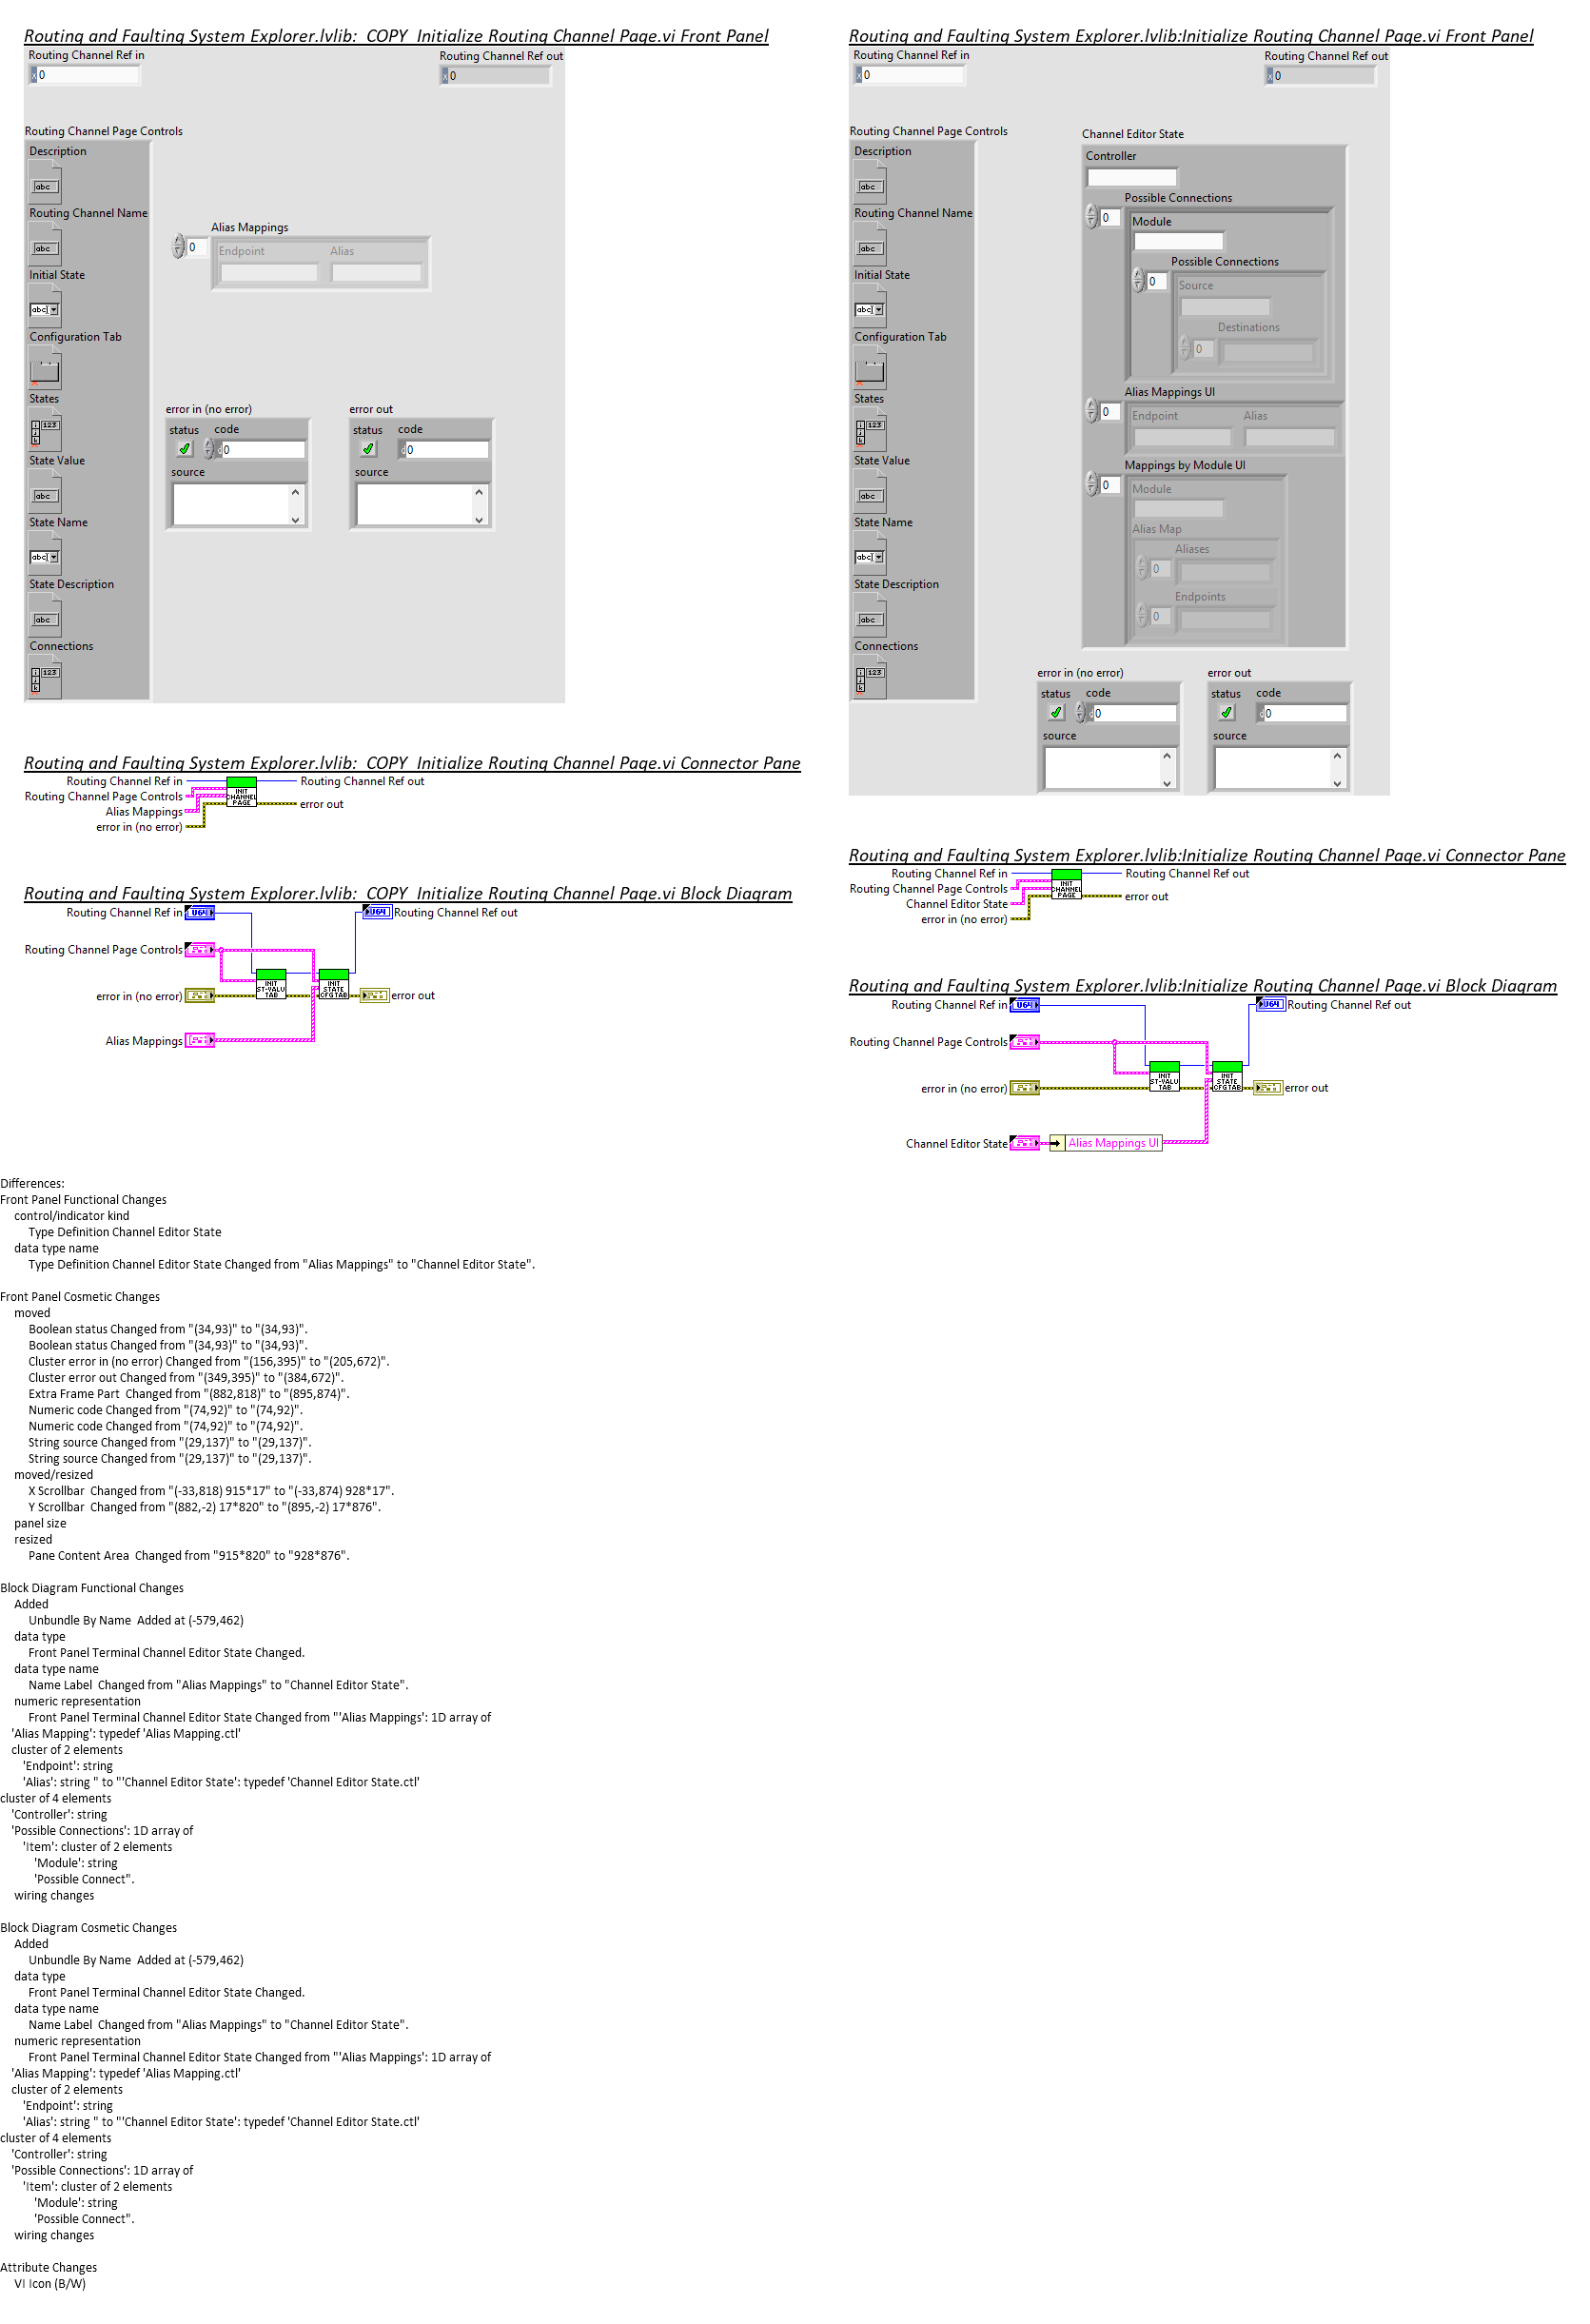 Routing and Faulting System Explorer.lvlib:  COPY  Initialize Routing Channel Page.vi Front Panel
Routing Channel Ref in
x 0
Routing Channel Ref out
x 0
Routing Channel Page Controls
Description
abc
Routing Channel Name
abc
Initial State
abc
Configuration Tab
States
123
State Value
abc
State Name
abc
State Description
abc
Connections
123
Alias Mappings
0
Endpoint
Alias
error in (no error)
status
code
d 0
source
error out
status
code
d 0
source
Routing and Faulting System Explorer.lvlib:  COPY  Initialize Routing Channel Page.vi Connector Pane
Routing Channel Ref in
Routing Channel Page Controls
Alias Mappings
error in (no error)
INIT
CHANNEL
PAGE
Routing Channel Ref out
error out
Routing and Faulting System Explorer.lvlib:  COPY  Initialize Routing Channel Page.vi Block Diagram
Routing Channel Ref in
U64
U64
Routing Channel Ref out
Routing Channel Page Controls
error in (no error)
INIT
ST-VALU
TAB
INIT
STATE
CFGTAB
error out
Alias Mappings
Routing and Faulting System Explorer.lvlib:Initialize Routing Channel Page.vi Front Panel
Routing Channel Ref in
x 0
Routing Channel Ref out
x 0
Routing Channel Page Controls
Description
abc
Routing Channel Name
abc
Initial State
abc
Configuration Tab
States
123
State Value
abc
State Name
abc
State Description
abc
Connections
123
Channel Editor State
Controller
Possible Connections
0
Module
Possible Connections
0
Source
Destinations
0
Alias Mappings UI
0
Endpoint
Alias
Mappings by Module UI
0
Module
Alias Map
Aliases
0
Endpoints
0
error in (no error)
status
code
d 0
source
error out
status
code
d 0
source
Routing and Faulting System Explorer.lvlib:Initialize Routing Channel Page.vi Connector Pane
Routing Channel Ref in
Routing Channel Page Controls
Channel Editor State
error in (no error)
INIT
CHANNEL
PAGE
Routing Channel Ref out
error out
Routing and Faulting System Explorer.lvlib:Initialize Routing Channel Page.vi Block Diagram
Routing Channel Ref in
U64
U64
Routing Channel Ref out
Routing Channel Page Controls
error in (no error)
INIT
ST-VALU
TAB
INIT
STATE
CFGTAB
error out
Channel Editor State
Alias Mappings UI
Differences:
Front Panel Functional Changes
control/indicator kind
Type Definition Channel Editor State
data type name
Type Definition Channel Editor State Changed from "Alias Mappings" to "Channel Editor State".
Front Panel Cosmetic Changes
moved
Boolean status Changed from "(34,93)" to "(34,93)".
Boolean status Changed from "(34,93)" to "(34,93)".
Cluster error in (no error) Changed from "(156,395)" to "(205,672)".
Cluster error out Changed from "(349,395)" to "(384,672)".
Extra Frame Part  Changed from "(882,818)" to "(895,874)".
Numeric code Changed from "(74,92)" to "(74,92)".
Numeric code Changed from "(74,92)" to "(74,92)".
String source Changed from "(29,137)" to "(29,137)".
String source Changed from "(29,137)" to "(29,137)".
moved/resized
X Scrollbar  Changed from "(-33,818) 915*17" to "(-33,874) 928*17".
Y Scrollbar  Changed from "(882,-2) 17*820" to "(895,-2) 17*876".
panel size
resized
Pane Content Area  Changed from "915*820" to "928*876".
Block Diagram Functional Changes
Added
Unbundle By Name  Added at (-579,462)
data type
Front Panel Terminal Channel Editor State Changed.
data type name
Name Label  Changed from "Alias Mappings" to "Channel Editor State".
numeric representation
Front Panel Terminal Channel Editor State Changed from "'Alias Mappings': 1D array of
'Alias Mapping': typedef 'Alias Mapping.ctl'
cluster of 2 elements
'Endpoint': string
'Alias': string " to "'Channel Editor State': typedef 'Channel Editor State.ctl'
cluster of 4 elements
'Controller': string
'Possible Connections': 1D array of
'Item': cluster of 2 elements
'Module': string
'Possible Connect".
wiring changes
Block Diagram Cosmetic Changes
Added
Unbundle By Name  Added at (-579,462)
data type
Front Panel Terminal Channel Editor State Changed.
data type name
Name Label  Changed from "Alias Mappings" to "Channel Editor State".
numeric representation
Front Panel Terminal Channel Editor State Changed from "'Alias Mappings': 1D array of
'Alias Mapping': typedef 'Alias Mapping.ctl'
cluster of 2 elements
'Endpoint': string
'Alias': string " to "'Channel Editor State': typedef 'Channel Editor State.ctl'
cluster of 4 elements
'Controller': string
'Possible Connections': 1D array of
'Item': cluster of 2 elements
'Module': string
'Possible Connect".
wiring changes
Attribute Changes
VI Icon (B/W)